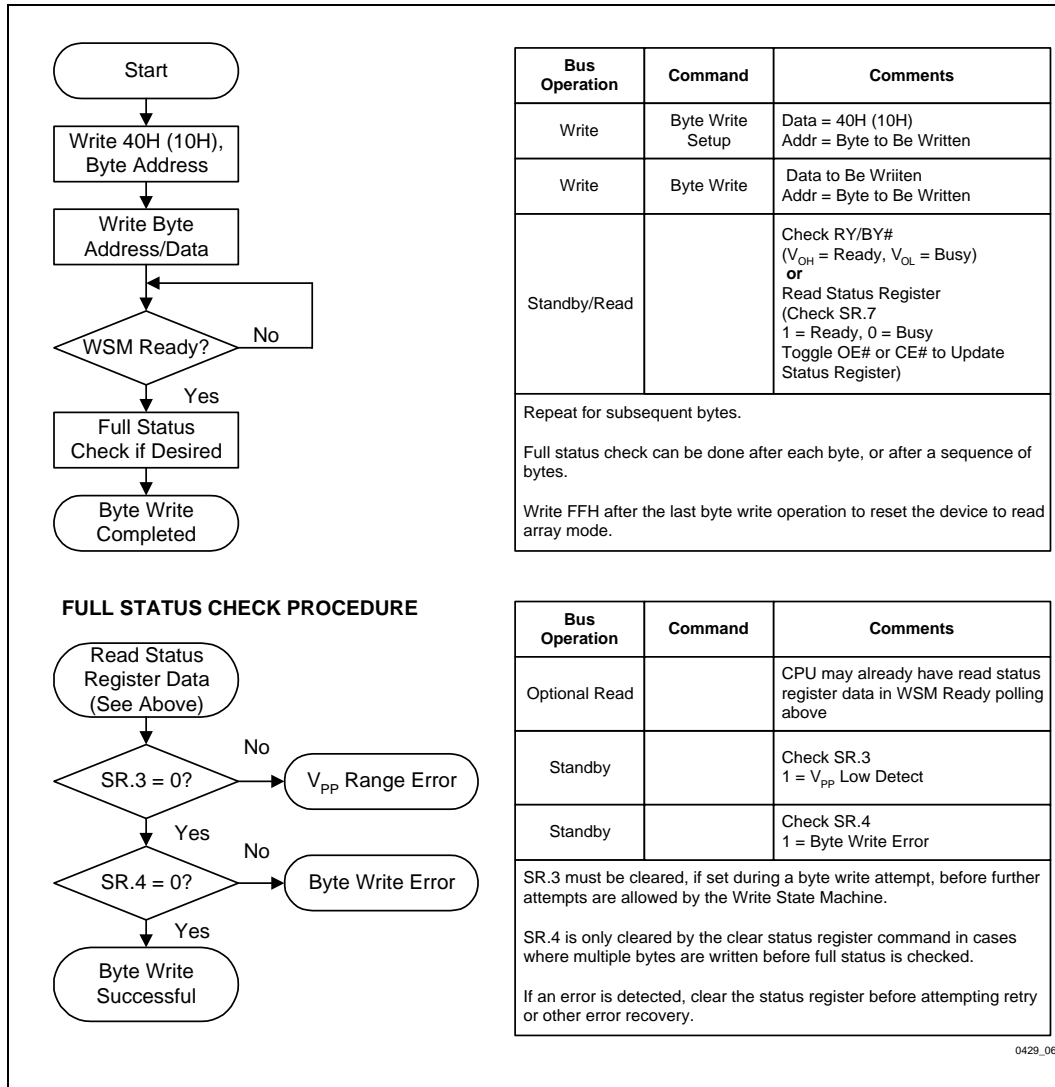 Start
Write 40H (10H),
Byte Address
Write Byte
Address/Data
WSM Ready?
No
Yes
Full Status
Check if Desired
Byte Write
Completed
Bus
Operation
Command
Comments
Write
Byte Write
Setup
Data = 40H (10H)
Addr = Byte to Be Written
Write
Byte Write
Data to Be Wriiten
Addr = Byte to Be Written
Standby/Read
Check RY/BY#
(VOH = Ready, VOL = Busy)
or
Read Status Register
(Check SR.7
1 = Ready, 0 = Busy
Toggle OE# or CE# to Update
Status Register)
Repeat for subsequent bytes.
Full status check can be done after each byte, or after a sequence of
bytes.
Write FFH after the last byte write operation to reset the device to read
array mode.
FULL STATUS CHECK PROCEDURE
Read Status
Register Data
(See Above)
SR.3 = 0?
No
VPP Range Error
Yes
SR.4 = 0?
No
Byte Write Error
Yes
Byte Write
Successful
Bus
Operation
Command
Comments
Optional Read
CPU may already have read status
register data in WSM Ready polling
above
Standby
Check SR.3
1 = VPP Low Detect
Standby
Check SR.4
1 = Byte Write Error
SR.3 must be cleared, if set during a byte write attempt, before further
attempts are allowed by the Write State Machine.
SR.4 is only cleared by the clear status register command in cases
where multiple bytes are written before full status is checked.
If an error is detected, clear the status register before attempting retry
or other error recovery.
0429_06